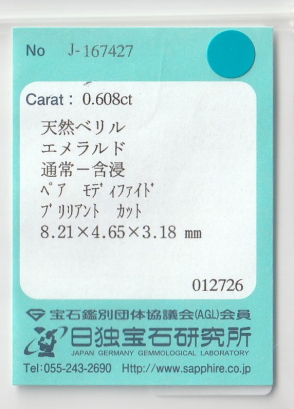 No J-167427
Carat : 0.608ct
天然ベリル
エメラルド
通常－含浸
ﾍﾟｱ ﾓﾃﾞｨﾌｧｲﾄﾞ
ﾌﾞﾘﾘｱﾝﾄ ｶｯﾄ
8.21×4.65×3.18 mm
012726
宝石鑑別団体協議会(AGL)会員
日独宝石研究所
JAPAN GERMANY GEMMOLOGICAL LABORATORY
Tel:055-243-2690 Http://www.sapphire.co.jp